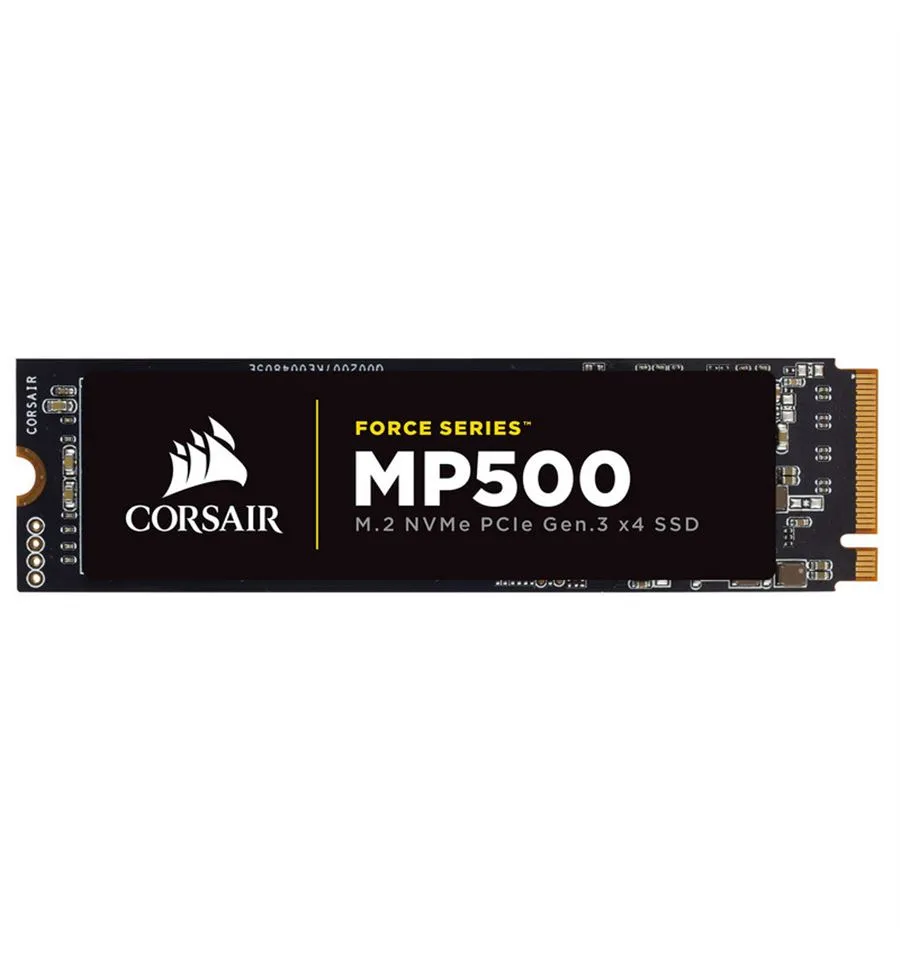 CORSAIR
CORSAIR
FORCE SERIES™
MP500
M.2 NVMe PCIe Gen.3 x4 SSD